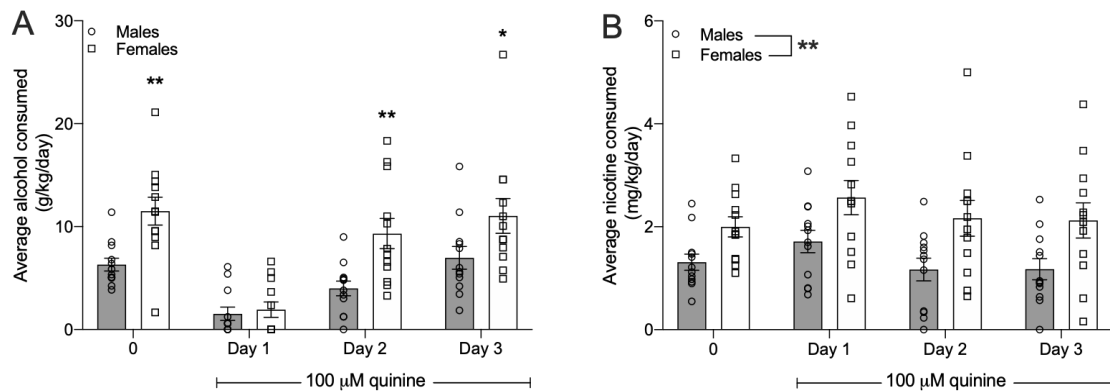 A
Average alcohol consumed
(g/kg/day)
30
20
10
0
Males
Females
**
**
*
0
Day 1
Day 2
Day 3
100 μM quinine
B
Average nicotine consumed
(mg/kg/day)
6
4
2
0
Males
Females
**
0
Day 1
Day 2
Day 3
100 μM quinine